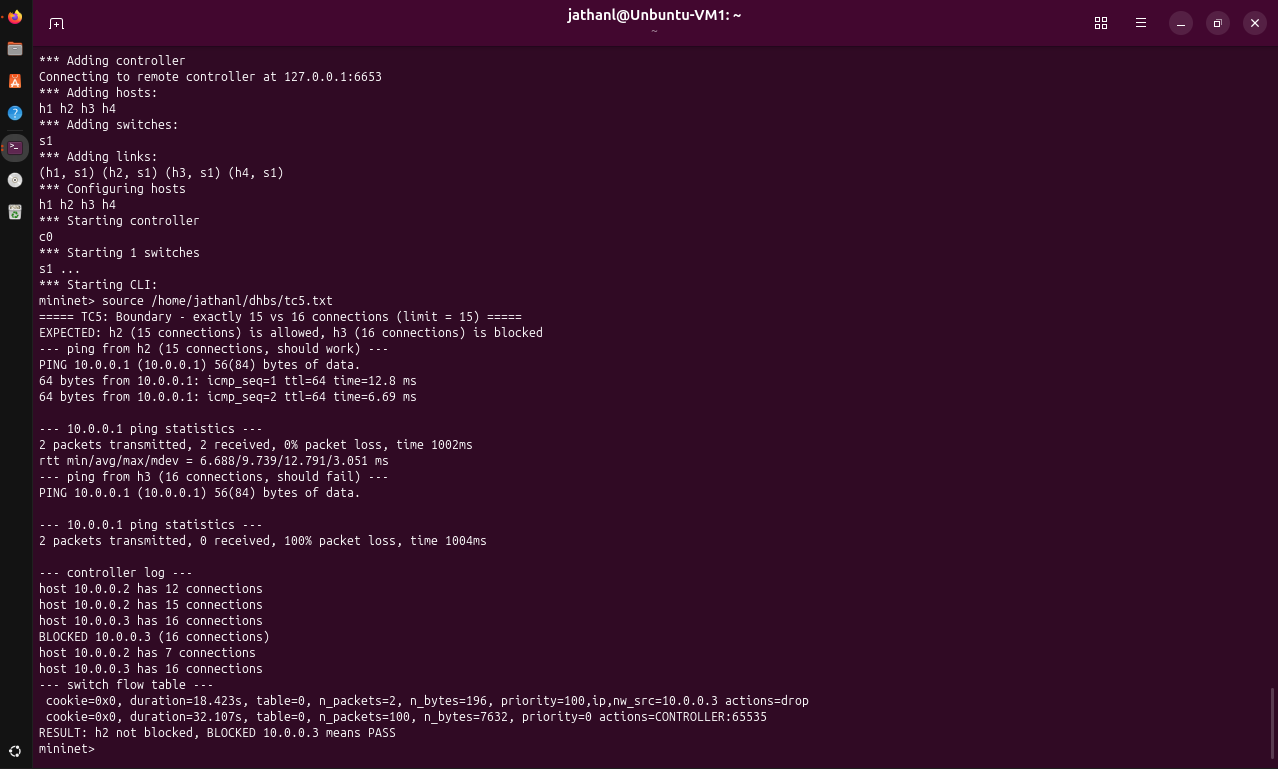 jathanl@Unbuntu-VM1: ~
~
*** Adding controller
Connecting to remote controller at 127.0.0.1:6653
*** Adding hosts:
h1 h2 h3 h4
*** Adding switches:
s1
*** Adding links:
(h1, s1) (h2, s1) (h3, s1) (h4, s1)
*** Configuring hosts
h1 h2 h3 h4
*** Starting controller
c0
*** Starting 1 switches
s1 ...
*** Starting CLI:
mininet> source /home/jathanl/dhbs/tc5.txt
===== TC5: Boundary - exactly 15 vs 16 connections (limit = 15) =====
EXPECTED: h2 (15 connections) is allowed, h3 (16 connections) is blocked
--- ping from h2 (15 connections, should work) ---
PING 10.0.0.1 (10.0.0.1) 56(84) bytes of data.
64 bytes from 10.0.0.1: icmp_seq=1 ttl=64 time=12.8 ms
64 bytes from 10.0.0.1: icmp_seq=2 ttl=64 time=6.69 ms

--- 10.0.0.1 ping statistics ---
2 packets transmitted, 2 received, 0% packet loss, time 1002ms
rtt min/avg/max/mdev = 6.688/9.739/12.791/3.051 ms
--- ping from h3 (16 connections, should fail) ---
PING 10.0.0.1 (10.0.0.1) 56(84) bytes of data.

--- 10.0.0.1 ping statistics ---
2 packets transmitted, 0 received, 100% packet loss, time 1004ms

--- controller log ---
host 10.0.0.2 has 12 connections
host 10.0.0.2 has 15 connections
host 10.0.0.3 has 16 connections
BLOCKED 10.0.0.3 (16 connections)
host 10.0.0.2 has 7 connections
host 10.0.0.3 has 16 connections
--- switch flow table ---
 cookie=0x0, duration=18.423s, table=0, n_packets=2, n_bytes=196, priority=100,ip,nw_src=10.0.0.3 actions=drop
 cookie=0x0, duration=32.107s, table=0, n_packets=100, n_bytes=7632, priority=0 actions=CONTROLLER:65535
RESULT: h2 not blocked, BLOCKED 10.0.0.3 means PASS
mininet>